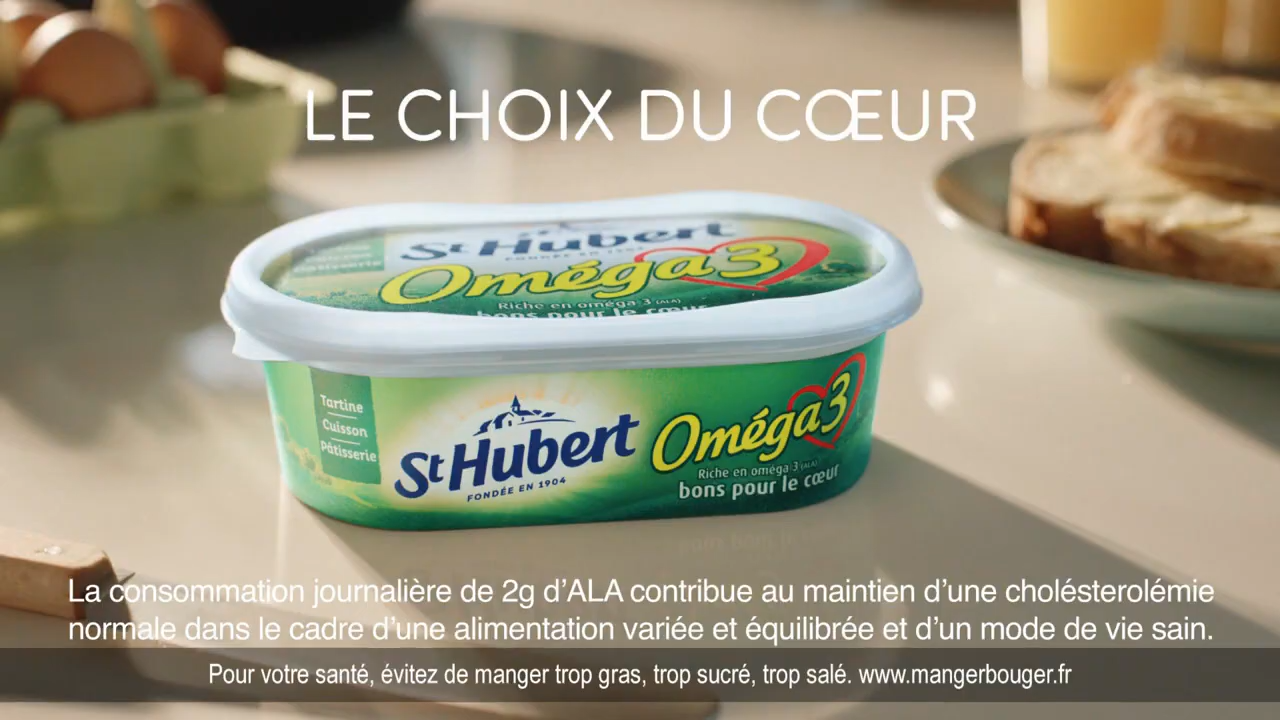 LE CHOIX DU CŒUR
St Hubert
Oméga 3
Riche en oméga 3 (ALA)
bons pour le cœur
Tartine
Cuisson
Pâtisserie
St Hubert
FONDÉE EN 1904
Oméga 3
Riche en oméga 3 (ALA)
bons pour le cœur
La consommation journalière de 2g d’ALA contribue au maintien d’une cholésterolémie
normale dans le cadre d’une alimentation variée et équilibrée et d’un mode de vie sain.
Pour votre santé, évitez de manger trop gras, trop sucré, trop salé. www.mangerbouger.fr